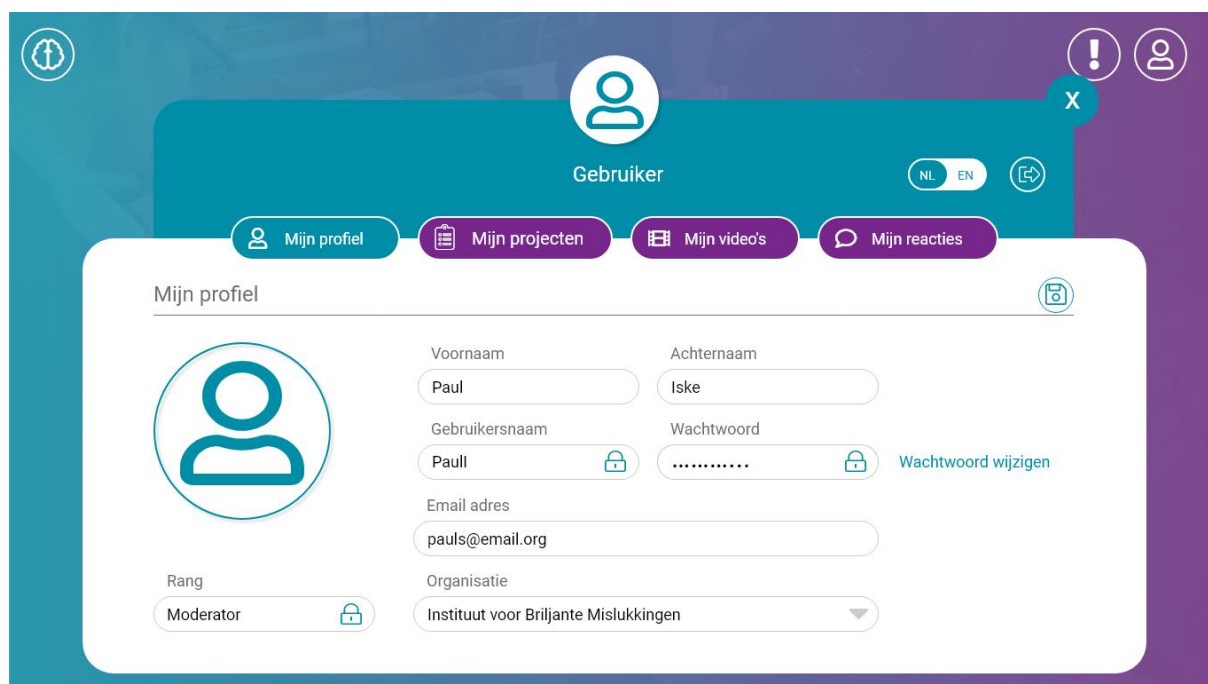 X
Gebruiker
NL EN
Mijn profiel Mijn projecten Mijn video's Mijn reacties
Mijn profiel
Voornaam Achternaam
Paul Iske
Gebruikersnaam Wachtwoord
PaulI ............ Wachtwoord wijzigen
Email adres
pauls@email.org
Rang Organisatie
Moderator Instituut voor Briljante Mislukkingen